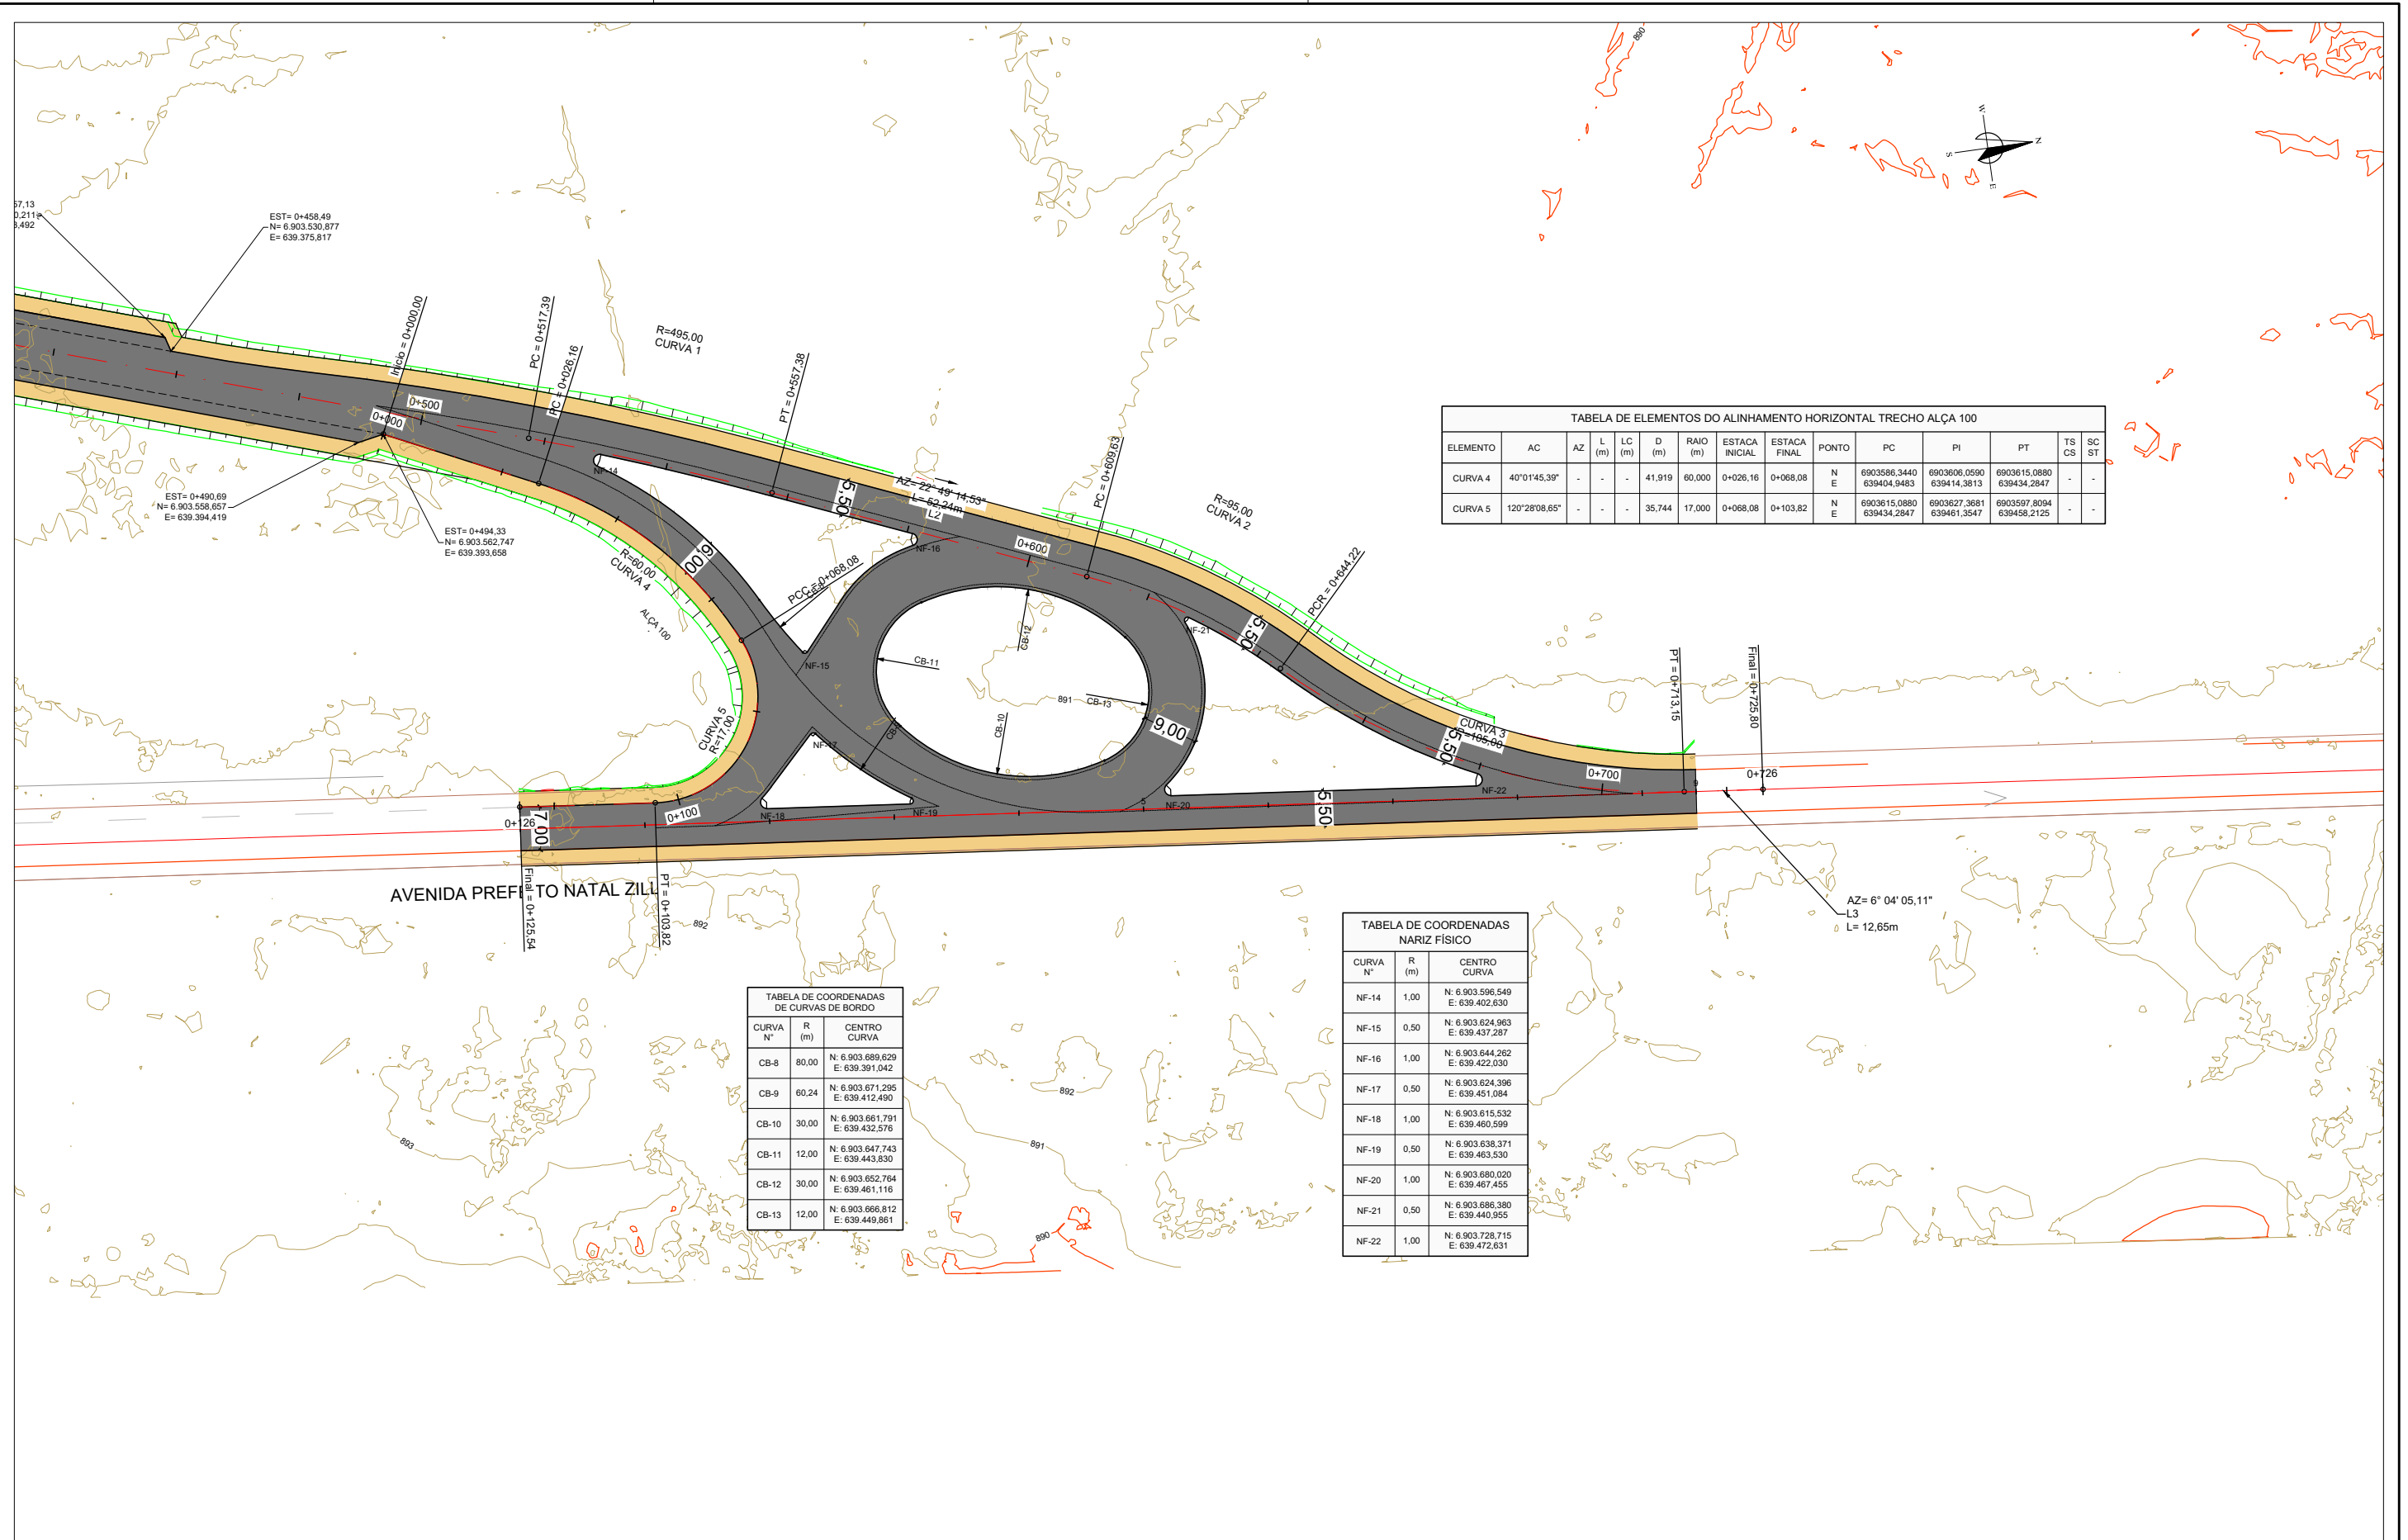 890
W
N
S
E
57,13
0,211
3,492
EST= 0+458,49
N= 6.903.530,877
E= 639.375,817
Início = 0+000,00
PC = 0+517,39
PC = 0+026,16
R=495,00
CURVA 1
PT = 0+557,38
0+500
0+000
NF-14
5,50
AZ= 22° 49' 14,53"
L= 52,24m
L2
PC = 0+609,63
R=95,00
CURVA 2
EST= 0+490,69
N= 6.903.558,657
E= 639.394,419
EST= 0+494,33
N= 6.903.562,747
E= 639.393,658
R=60,00
CURVA 4
6,00
ALÇA 100
PCC = 0+068,08
CB-8
NF-16
0+600
PCR = 0+644,22
NF-15
CB-11
CB-12
NF-21
5,50
891
CB-13
CB-10
9,00
CURVA 5
R=17,00
NF-17
CURVA 3
R=105,00
5,50
PT = 0+713,15
Final = 0+725,80
0+700
0+726
NF-22
NF-20
5
NF-19
NF-18
5,50
0+100
0+126
7,00
9
AVENIDA PREFEITO NATAL ZILL
Final = 0+125,54
PT = 0+103,82
892
AZ= 6° 04' 05,11"
L3
L= 12,65m
TABELA DE ELEMENTOS DO ALINHAMENTO HORIZONTAL TRECHO ALÇA 100
ELEMENTO AC AZ L (m) LC (m) D (m) RAIO (m) ESTACA INICIAL ESTACA FINAL PONTO PC PI PT TS CS SC ST
CURVA 4 40°01'45,39" - - - 41,919 60,000 0+026,16 0+068,08 N 6903586,3440 6903606,0590 6903615,0880 - -
E 639404,9483 639414,3813 639434,2847
CURVA 5 120°28'08,65" - - - 35,744 17,000 0+068,08 0+103,82 N 6903615,0880 6903627,3681 6903597,8094 - -
E 639434,2847 639461,3547 639458,2125
TABELA DE COORDENADAS
DE CURVAS DE BORDO
CURVA N° R (m) CENTRO CURVA
CB-8 80,00 N: 6.903.689,629
E: 639.391,042
CB-9 60,24 N: 6.903.671,295
E: 639.412,490
CB-10 30,00 N: 6.903.661,791
E: 639.432,576
CB-11 12,00 N: 6.903.647,743
E: 639.443,830
CB-12 30,00 N: 6.903.652,764
E: 639.461,116
CB-13 12,00 N: 6.903.666,812
E: 639.449,861
TABELA DE COORDENADAS
NARIZ FÍSICO
CURVA N° R (m) CENTRO CURVA
NF-14 1,00 N: 6.903.596,549
E: 639.402,630
NF-15 0,50 N: 6.903.624,963
E: 639.437,287
NF-16 1,00 N: 6.903.644,262
E: 639.422,030
NF-17 0,50 N: 6.903.624,396
E: 639.451,084
NF-18 1,00 N: 6.903.615,532
E: 639.460,599
NF-19 0,50 N: 6.903.638,371
E: 639.463,530
NF-20 1,00 N: 6.903.680,020
E: 639.467,455
NF-21 0,50 N: 6.903.686,380
E: 639.440,955
NF-22 1,00 N: 6.903.728,715
E: 639.472,631
893
892
891
890